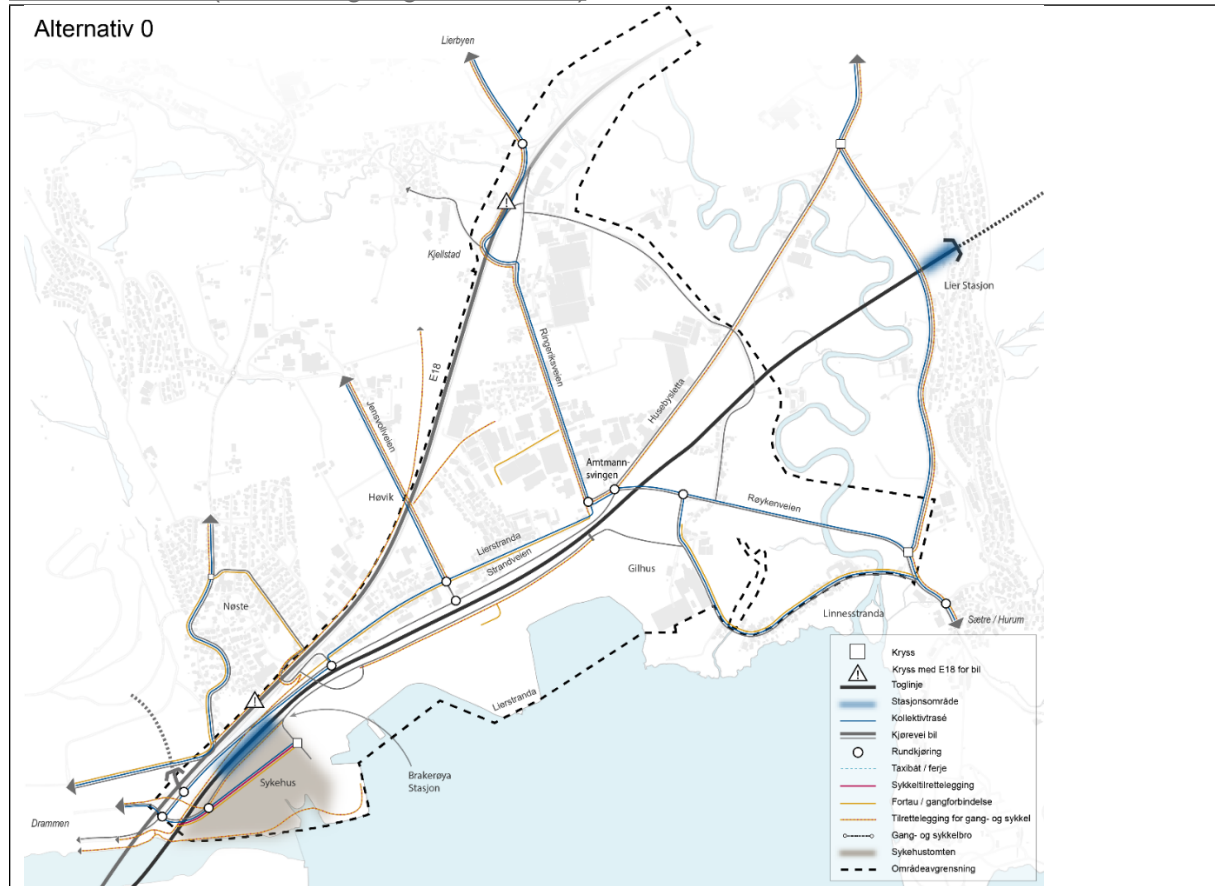 Alternativ 0
Lierbyen
Kjellstad
Lier Stasjon
E18
Ringeriksveien
Husebysletta
Jensvollveien
Høvik
Amtmann-
svingen
Røykenveien
Lierstranda
Strandveien
Gilhus
Nøste
Linnesstranda
Sætre / Hurum
Lierstranda
Sykehus
Brakerøya
Stasjon
Drammen
Kryss
Kryss med E18 for bil
Toglinje
Stasjonsområde
Kollektivtrasé
Kjørevei bil
Rundkjøring
Taxibåt / ferje
Sykkeltilrettelegging
Fortau / gangforbindelse
Tilrettelegging for gang- og sykkel
Gang- og sykkelbro
Sykehustomten
Områdeavgrensning